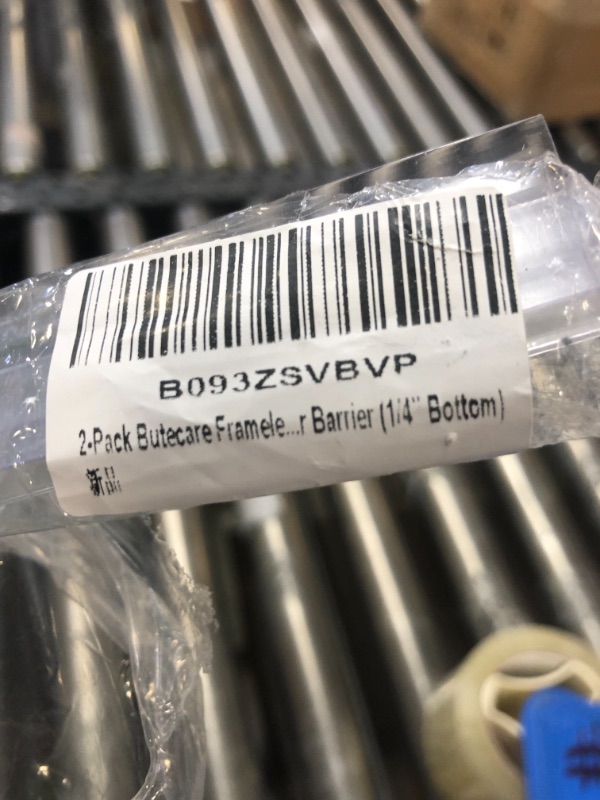 B093ZSVBVP
2-Pack Butecare Framele...r Barrier (1/4" Bottom)
新品
#